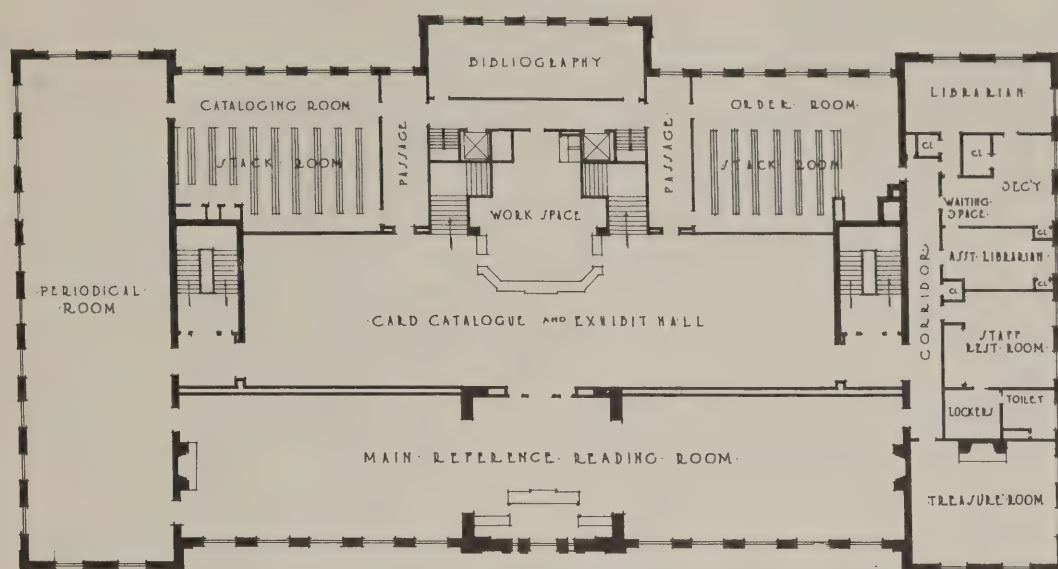 BIBLIOGRAPHY
CATALOGING ROOM
ORDER ROOM
LIBRARIAN
STACK ROOM
PASSAGE
PASSAGE
STACK ROOM
CL
CL
SEC'Y
WAITING
SPACE
WORK SPACE
CL
ASST LIBRARIAN
CL
CL
PERIODICAL
ROOM
CORRIDOR
CARD CATALOGUE AND EXHIBIT HALL
STAFF
REST ROOM
LOCKERS
TOILET
MAIN REFERENCE READING ROOM
TREASURE ROOM